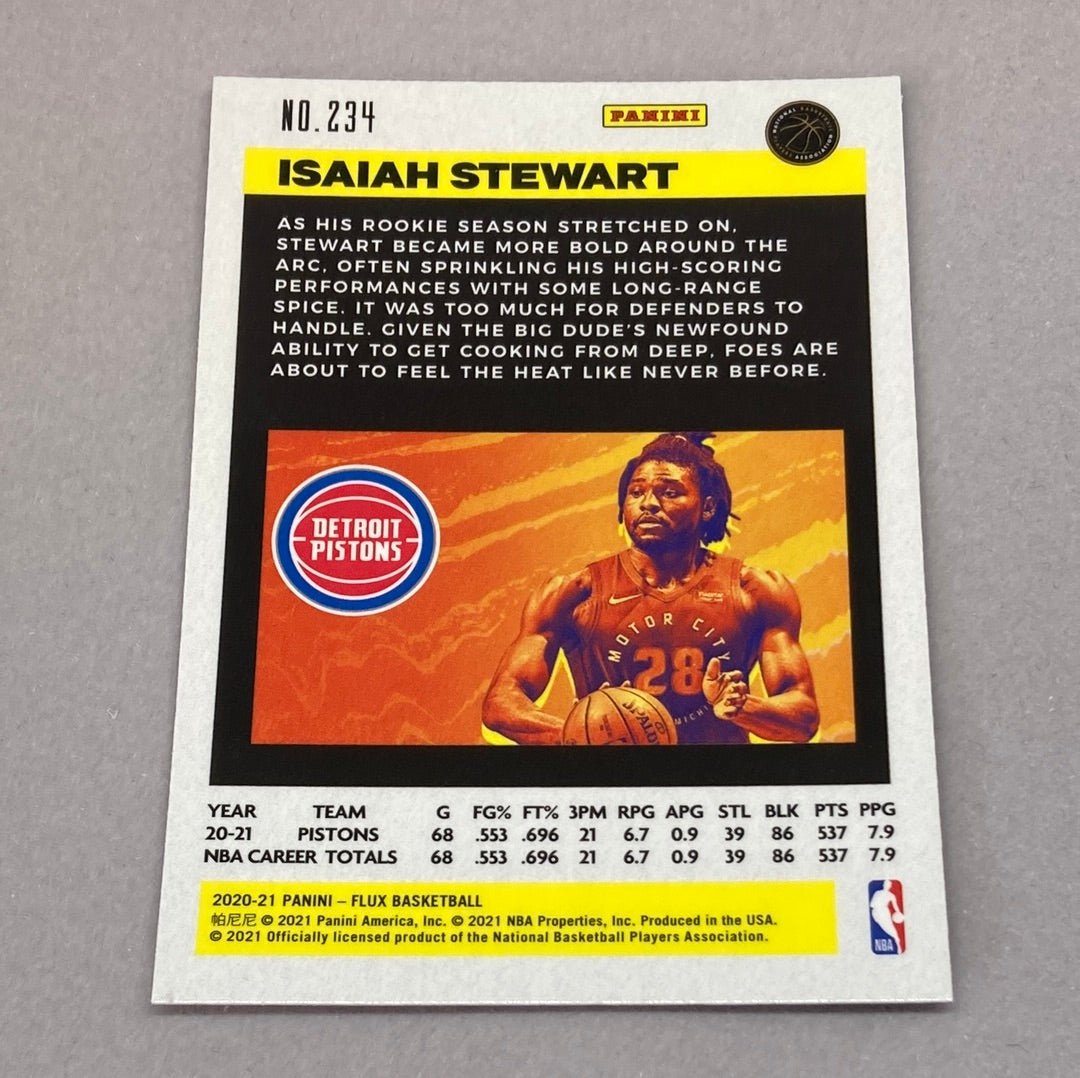 NO. 234
PANINI
NATIONAL BASKETBALL PLAYERS ASSOCIATION
ISAIAH STEWART
AS HIS ROOKIE SEASON STRETCHED ON,
STEWART BECAME MORE BOLD AROUND THE
ARC, OFTEN SPRINKLING HIS HIGH-SCORING
PERFORMANCES WITH SOME LONG-RANGE
SPICE. IT WAS TOO MUCH FOR DEFENDERS TO
HANDLE. GIVEN THE BIG DUDE'S NEWFOUND
ABILITY TO GET COOKING FROM DEEP, FOES ARE
ABOUT TO FEEL THE HEAT LIKE NEVER BEFORE.
DETROIT
PISTONS
MOTOR CITY
28
MICHI
SPALD
YEAR TEAM G FG% FT% 3PM RPG APG STL BLK PTS PPG
20-21 PISTONS 68 .553 .696 21 6.7 0.9 39 86 537 7.9
NBA CAREER TOTALS 68 .553 .696 21 6.7 0.9 39 86 537 7.9
2020-21 PANINI – FLUX BASKETBALL
帕尼尼 © 2021 Panini America, Inc. © 2021 NBA Properties, Inc. Produced in the USA.
© 2021 Officially licensed product of the National Basketball Players Association.
NBA